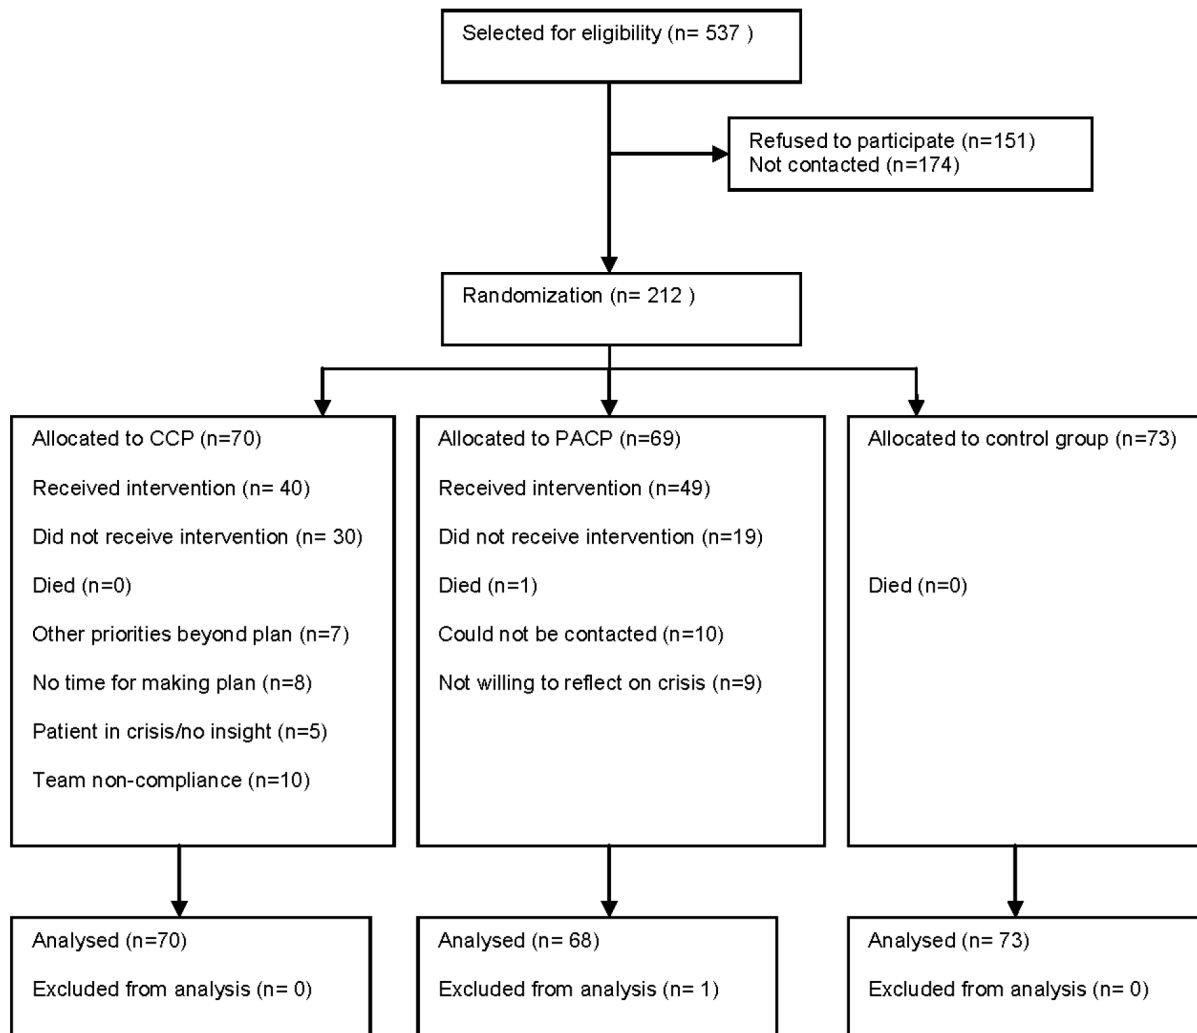 Selected for eligibility (n= 537 )
Refused to participate (n=151)
Not contacted (n=174)
Randomization (n= 212 )
Allocated to CCP (n=70)
Received intervention (n= 40)
Did not receive intervention (n= 30)
Died (n=0)
Other priorities beyond plan (n=7)
No time for making plan (n=8)
Patient in crisis/no insight (n=5)
Team non-compliance (n=10)
Allocated to PACP (n=69)
Received intervention (n=49)
Did not receive intervention (n=19)
Died (n=1)
Could not be contacted (n=10)
Not willing to reflect on crisis (n=9)
Allocated to control group (n=73)
Died (n=0)
Analysed (n=70)
Excluded from analysis (n= 0)
Analysed (n= 68)
Excluded from analysis (n= 1)
Analysed (n= 73)
Excluded from analysis (n= 0)